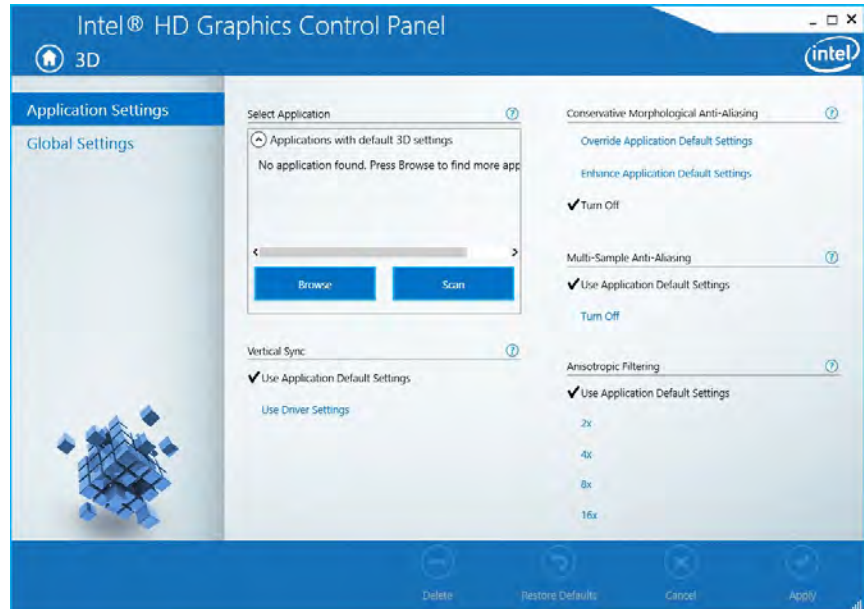 Intel® HD Graphics Control Panel
3D
intel
Application Settings
Global Settings
Select Application
Applications with default 3D settings
No application found. Press Browse to find more app
Browse
Scan
Vertical Sync
Use Application Default Settings
Use Driver Settings
Conservative Morphological Anti-Aliasing
Override Application Default Settings
Enhance Application Default Settings
Turn Off
Multi-Sample Anti-Aliasing
Use Application Default Settings
Turn Off
Anisotropic Filtering
Use Application Default Settings
2x
4x
8x
16x
Delete
Restore Defaults
Cancel
Apply